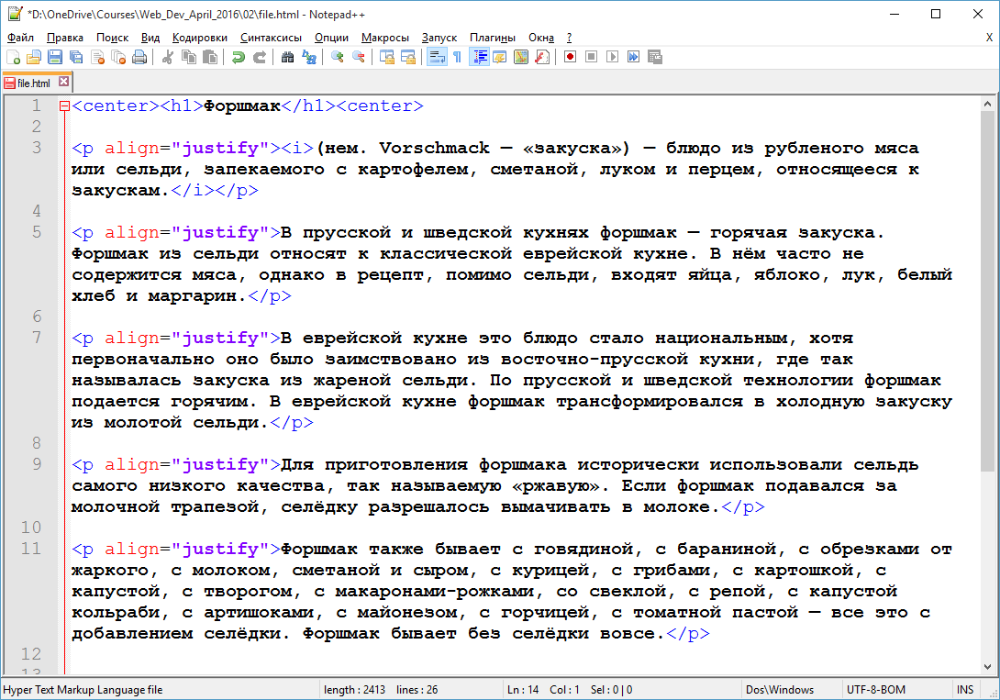 *D:\OneDrive\Courses\Web_Dev_April_2016\02\file.html - Notepad++
Файл Правка Поиск Вид Кодировки Синтаксисы Опции Макросы Запуск Плагины Окна ? X
file.html
1 <center><h1>Форшмак</h1><center>
2
3 <p align="justify"><i>(нем. Vorschmack — «закуска») — блюдо из рубленого мяса
или сельди, запекаемого с картофелем, сметаной, луком и перцем, относящееся к
закускам.</i></p>
4
5 <p align="justify">В прусской и шведской кухнях форшмак — горячая закуска.
Форшмак из сельди относят к классической еврейской кухне. В нём часто не
содержится мяса, однако в рецепт, помимо сельди, входят яйца, яблоко, лук, белый
хлеб и маргарин.</p>
6
7 <p align="justify">В еврейской кухне это блюдо стало национальным, хотя
первоначально оно было заимствовано из восточно-прусской кухни, где так
называлась закуска из жареной сельди. По прусской и шведской технологии форшмак
подается горячим. В еврейской кухне форшмак трансформировался в холодную закуску
из молотой сельди.</p>
8
9 <p align="justify">Для приготовления форшмака исторически использовали сельдь
самого низкого качества, так называемую «ржавую». Если форшмак подавался за
молочной трапезой, селёдку разрешалось вымачивать в молоке.</p>
10
11 <p align="justify">Форшмак также бывает с говядиной, с бараниной, с обрезками от
жаркого, с молоком, сметаной и сыром, с курицей, с грибами, с картошкой, с
капустой, с творогом, с макаронами-рожками, со свеклой, с репой, с капустой
кольраби, с артишоками, с майонезом, с горчицей, с томатной пастой — все это с
добавлением селёдки. Форшмак бывает без селёдки вовсе.</p>
12
13
Hyper Text Markup Language file length : 2413 lines : 26 Ln : 14 Col : 1 Sel : 0 | 0 Dos\Windows UTF-8-BOM INS